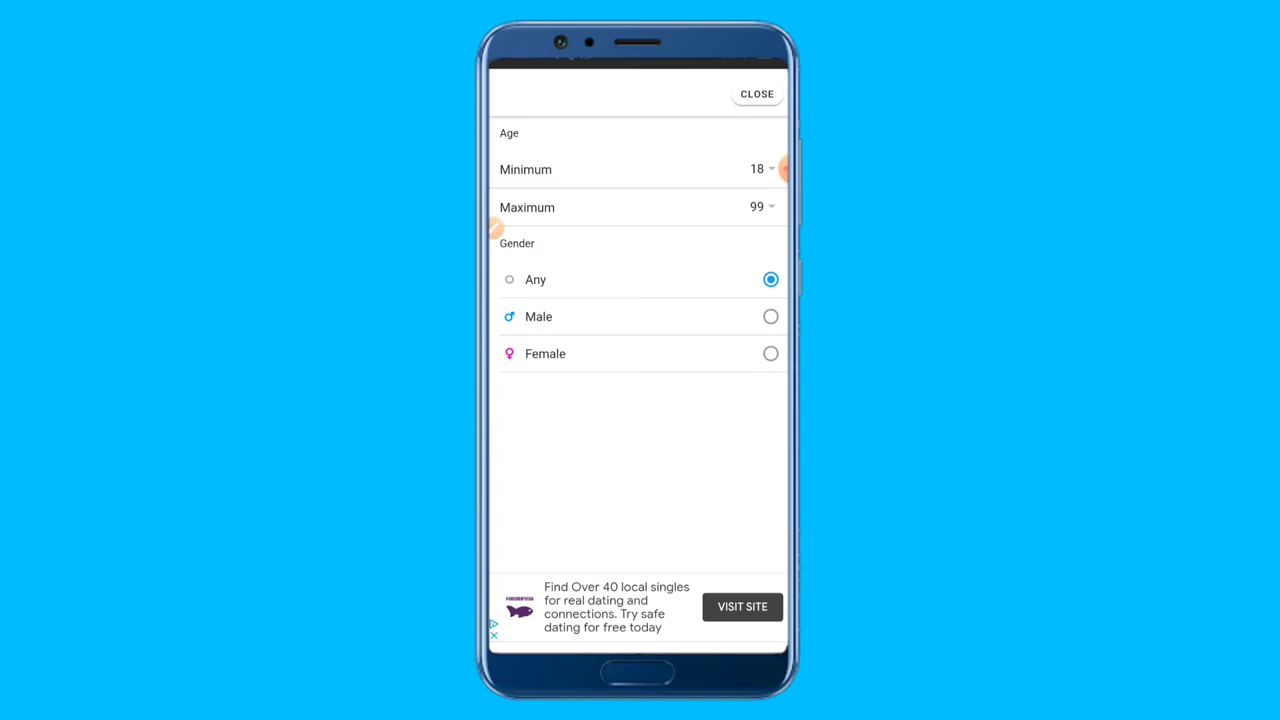 CLOSE
Age
Minimum
18
Maximum
99
Gender
Any
Male
Female
Find Over 40 local singles
for real dating and
connections. Try safe
dating for free today
VISIT SITE